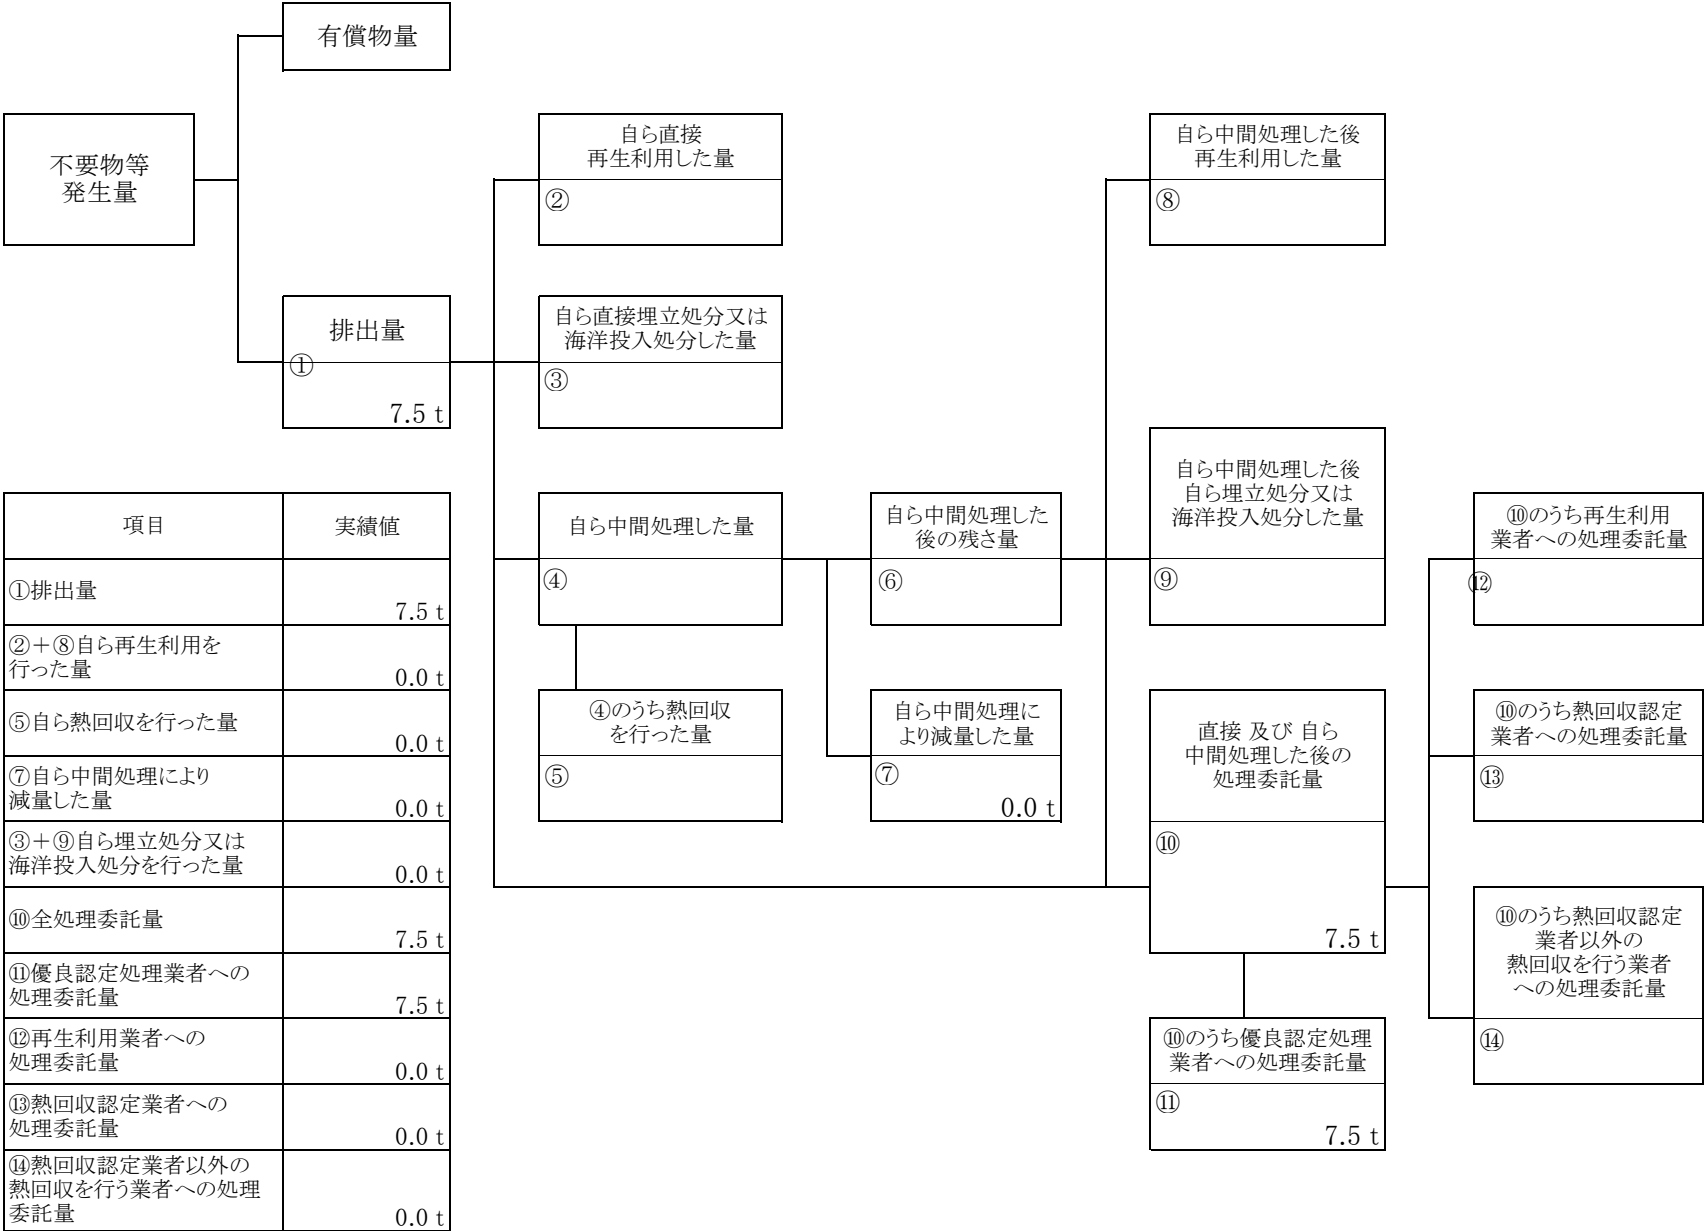 有償物量
不要物等
発生量
排出量
①
7.5 t
自ら直接
再生利用した量
②
自ら直接埋立処分又は
海洋投入処分した量
③
自ら中間処理した量
④
④のうち熱回収
を行った量
⑤
自ら中間処理した
後の残さ量
⑥
自ら中間処理に
より減量した量
⑦
0.0 t
自ら中間処理した後
再生利用した量
⑧
自ら中間処理した後
自ら埋立処分又は
海洋投入処分した量
⑨
直接 及び 自ら
中間処理した後の
処理委託量
⑩
7.5 t
⑩のうち優良認定処理
業者への処理委託量
⑪
7.5 t
⑩のうち再生利用
業者への処理委託量
⑫
⑩のうち熱回収認定
業者への処理委託量
⑬
⑩のうち熱回収認定
業者以外の
熱回収を行う業者
への処理委託量
⑭
項目 実績値
①排出量
7.5 t
②＋⑧自ら再生利用を
行った量
0.0 t
⑤自ら熱回収を行った量
0.0 t
⑦自ら中間処理により
減量した量
0.0 t
③＋⑨自ら埋立処分又は
海洋投入処分を行った量
0.0 t
⑩全処理委託量
7.5 t
⑪優良認定処理業者への
処理委託量
7.5 t
⑫再生利用業者への
処理委託量
0.0 t
⑬熱回収認定業者への
処理委託量
0.0 t
⑭熱回収認定業者以外の
熱回収を行う業者への処理
委託量
0.0 t